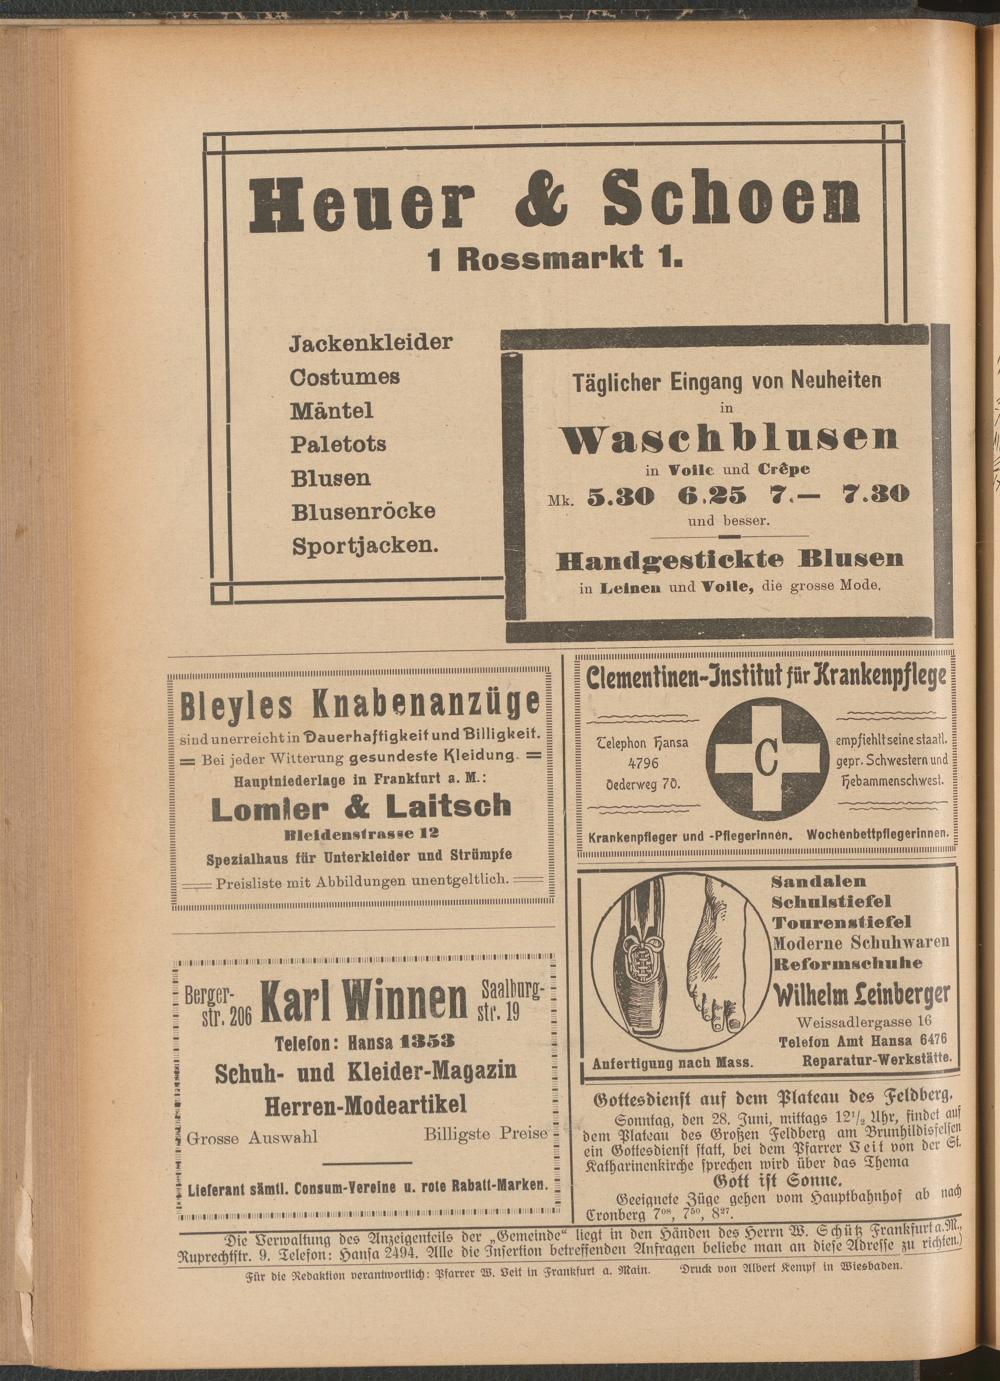 Heuer & Schoen
1 Rossmarkt 1.
Jackenkleider
Costumes
Mäntel
Paletots
Blusen
Blusenröcke
Sportjacken.
Täglicher Eingang von Neuheiten
in
Waschblusen
in Voile und Crêpe
Mk. 5.30 6.25 7.— 7.30
und besser.
Handgestickte Blusen
in Leinen und Voile, die grosse Mode.
Bleyles Knabenanzüge
sind unerreicht in Dauerhaftigkeit und Billigkeit.
Bei jeder Witterung gesundeste Kleidung.
Hauptniederlage in Frankfurt a. M.:
Lomler & Laitsch
Bleidenstrasse 12
Spezialhaus für Unterkleider und Strümpfe
Preisliste mit Abbildungen unentgeltlich.
Berger-
str. 206
Karl Winnen
Saalburg-
str. 19
Telefon: Hansa 1353
Schuh- und Kleider-Magazin
Herren-Modeartikel
Grosse Auswahl Billigste Preise
Lieferant sämtl. Consum-Vereine u. rote Rabatt-Marken.
Clementinen-Institut für Krankenpflege
Telephon Hansa
4796
Oederweg 70.
C
empfiehlt seine staatl.
gepr. Schwestern und
Hebammenschwest.
Krankenpfleger und -Pflegerinnen. Wochenbettpflegerinnen.
Sandalen
Schulstiefel
Tourenstiefel
Moderne Schuhwaren
Reformschuhe
Wilhelm Leinberger
Weissadlergasse 16
Telefon Amt Hansa 6476
Anfertigung nach Mass. Reparatur-Werkstätte.
Gottesdienst auf dem Plateau des Feldberg.
Sonntag, den 28. Juni, mittags 12½ Uhr, findet auf
dem Plateau des Großen Feldberg am Brunhildisfelsen
ein Gottesdienst statt, bei dem Pfarrer Veit von der St.
Katharinenkirche sprechen wird über das Thema
Gott ist Sonne.
Geeignete Züge gehen vom Hauptbahnhof ab nach
Cronberg 7⁰⁸, 7⁵⁰, 8²⁷.
Die Verwaltung des Anzeigenteils der „Gemeinde“ liegt in den Händen des Herrn W. Schütz Frankfurt a. M.,
Ruprechtstr. 9. Telefon: Hansa 2494. Alle die Insertion betreffenden Anfragen beliebe man an diese Adresse zu richten.)
Für die Redaktion verantwortlich: Pfarrer W. Veit in Frankfurt a. Main. Druck von Albert Kempf in Wiesbaden.